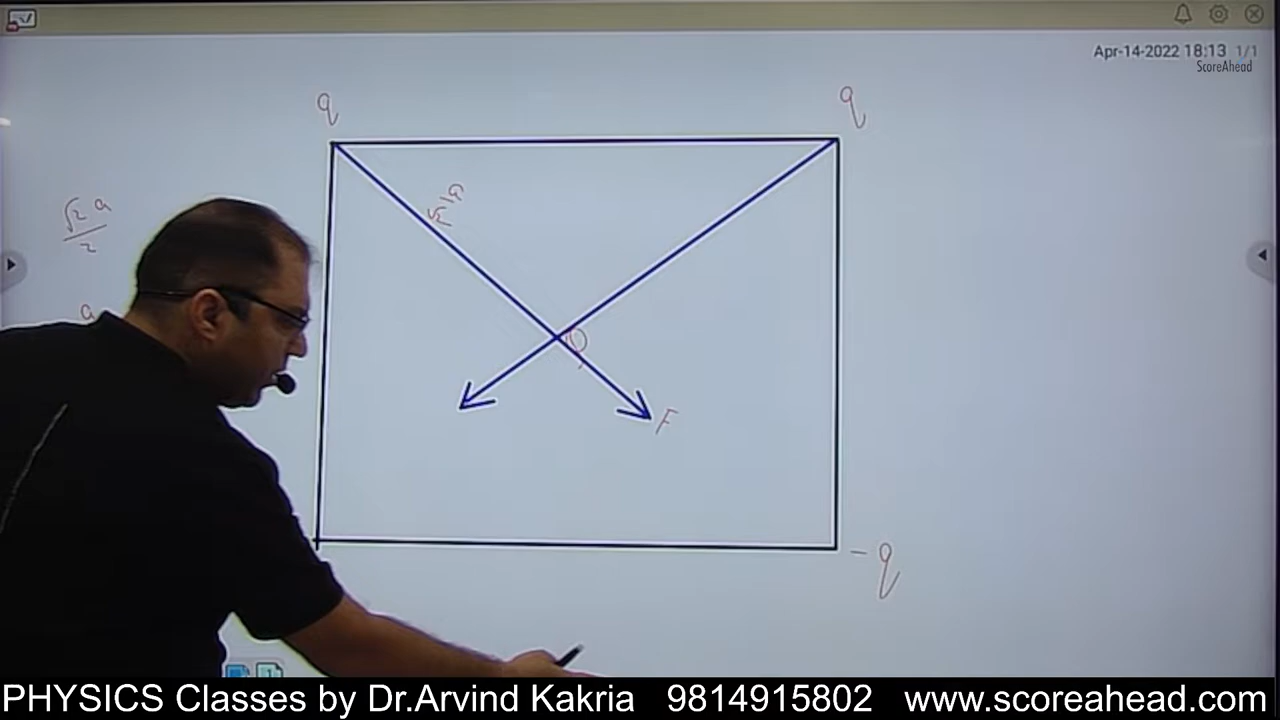 Apr-14-2022 18:13 1/1
ScoreAhead
q q
a/√2
√2 a/2
a
Q
F
-q
PHYSICS Classes by Dr.Arvind Kakria 9814915802 www.scoreahead.com